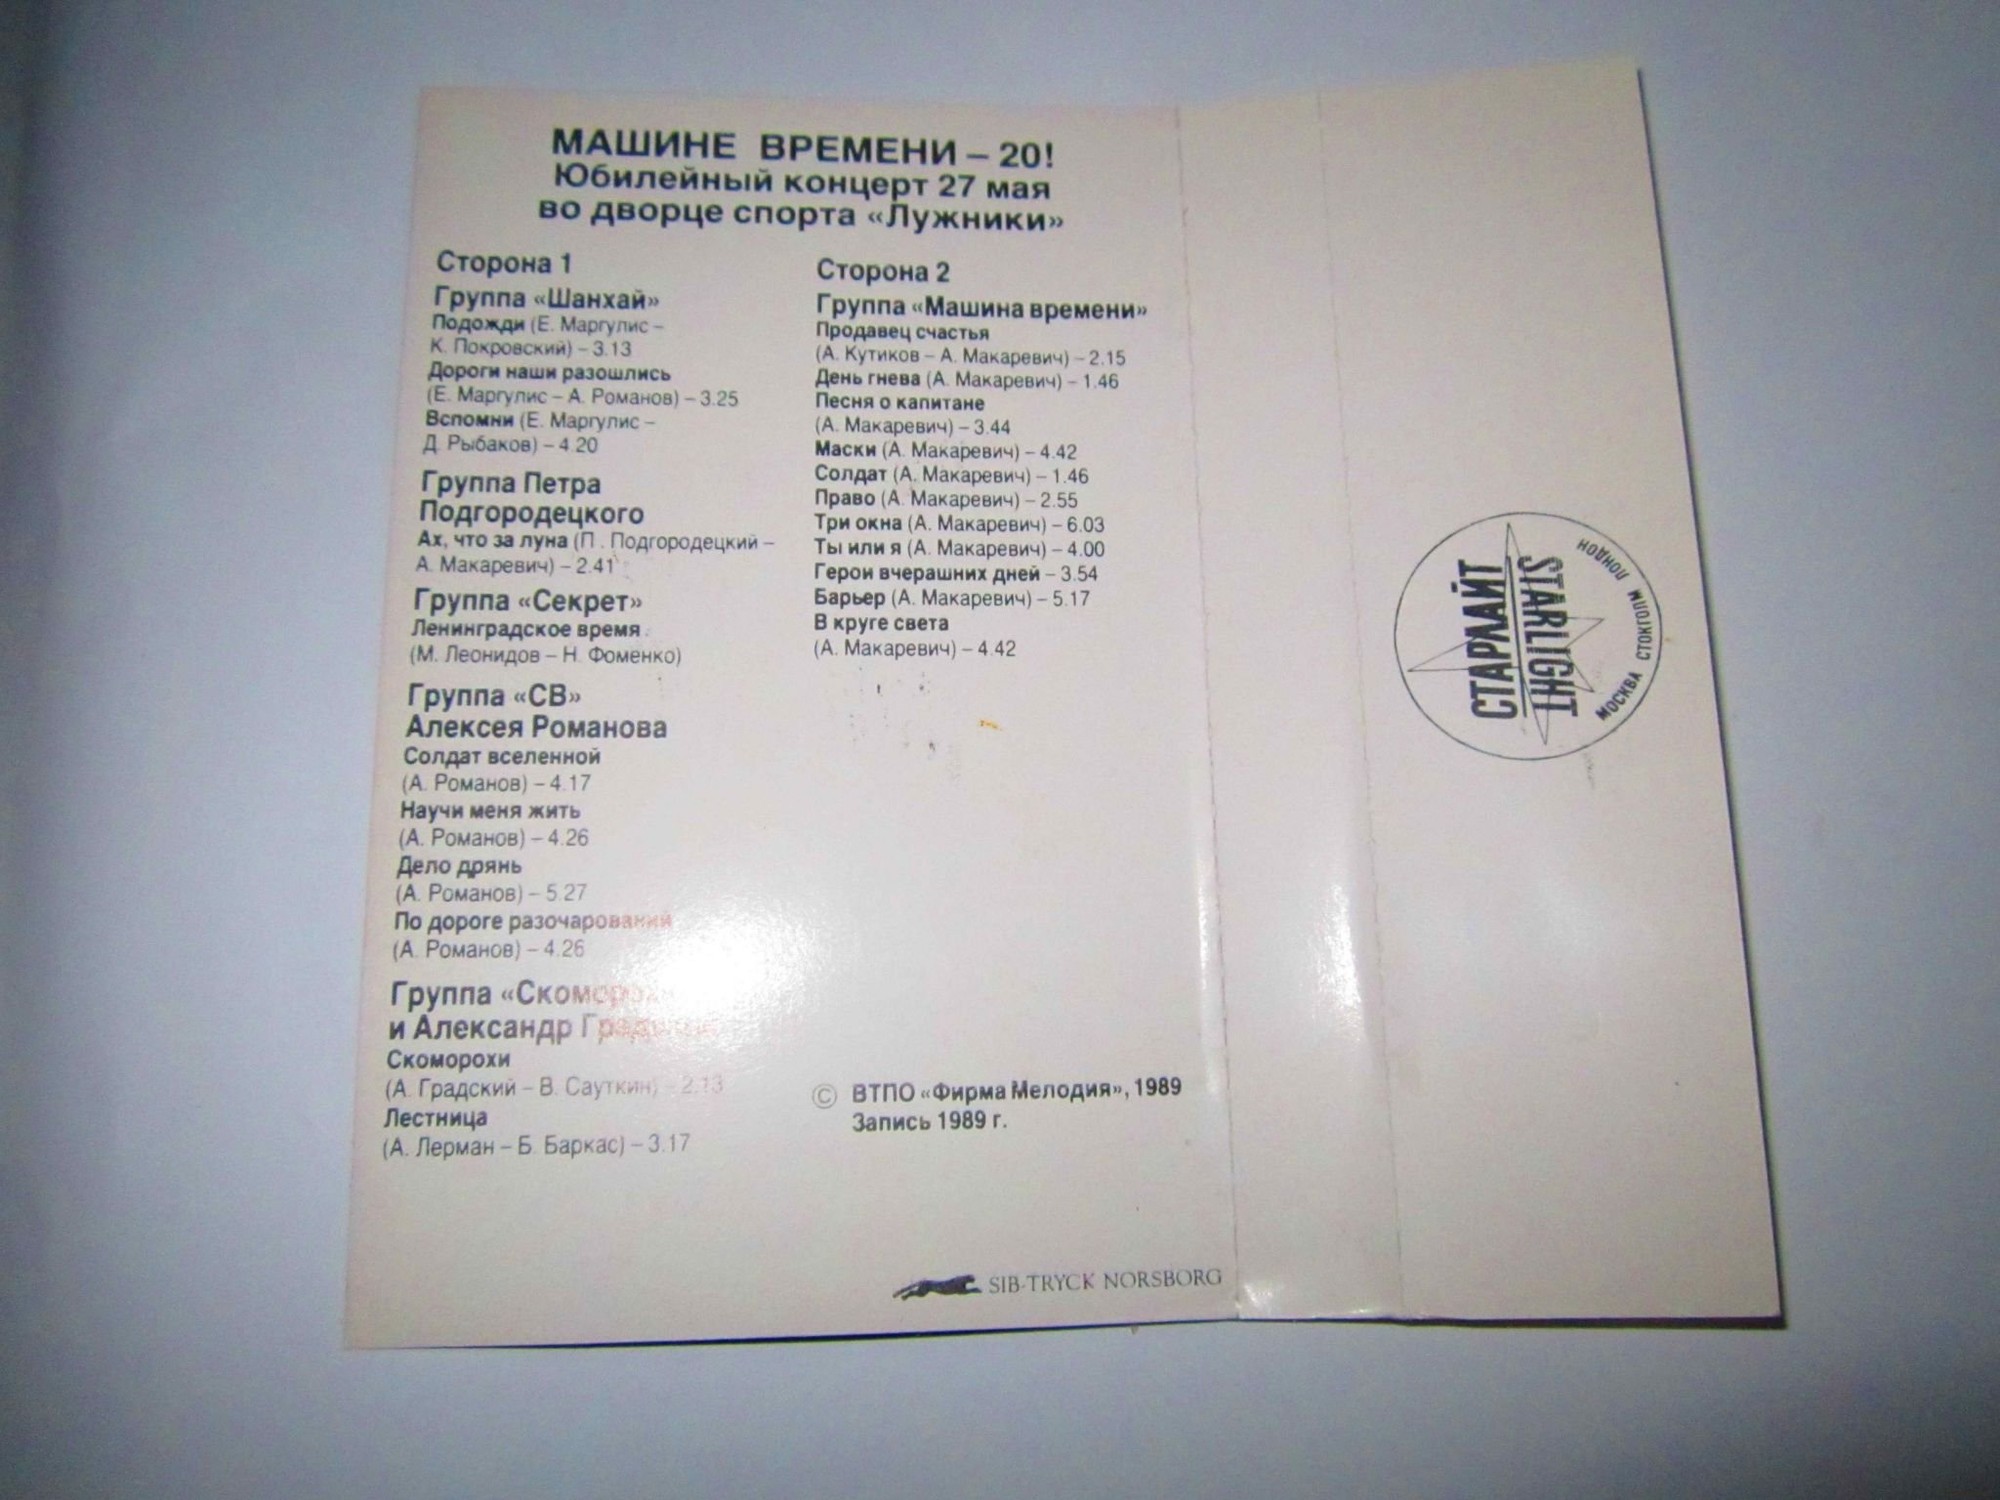 МАШИНЕ ВРЕМЕНИ – 20!
Юбилейный концерт 27 мая
во дворце спорта «Лужники»
Сторона 1
Группа «Шанхай»
Подожди (Е. Маргулис –
К. Покровский) – 3.13
Дороги наши разошлись
(Е. Маргулис – А. Романов) – 3.25
Вспомни (Е. Маргулис –
Д. Рыбаков) – 4.20
Группа Петра
Подгородецкого
Ах, что за луна (П. Подгородецкий –
А. Макаревич) – 2.41
Группа «Секрет»
Ленинградское время
(М. Леонидов – Н. Фоменко)
Группа «СВ»
Алексея Романова
Солдат вселенной
(А. Романов) – 4.17
Научи меня жить
(А. Романов) – 4.26
Дело дрянь
(А. Романов) – 5.27
По дороге разочарований
(А. Романов) – 4.26
Группа «Скоморохи»
и Александр Градский
Скоморохи
(А. Градский – В. Сауткин) – 2.13
Лестница
(А. Лерман – Б. Баркас) – 3.17
Сторона 2
Группа «Машина времени»
Продавец счастья
(А. Кутиков – А. Макаревич) – 2.15
День гнева (А. Макаревич) – 1.46
Песня о капитане
(А. Макаревич) – 3.44
Маски (А. Макаревич) – 4.42
Солдат (А. Макаревич) – 1.46
Право (А. Макаревич) – 2.55
Три окна (А. Макаревич) – 6.03
Ты или я (А. Макаревич) – 4.00
Герои вчерашних дней – 3.54
Барьер (А. Макаревич) – 5.17
В круге света
(А. Макаревич) – 4.42
© ВТПО «Фирма Мелодия», 1989
Запись 1989 г.
SIB-TRYCK NORSBORG
СТАРЛАЙТ
STARLIGHT
МОСКВА СТОКГОЛМ ЛОНДОН